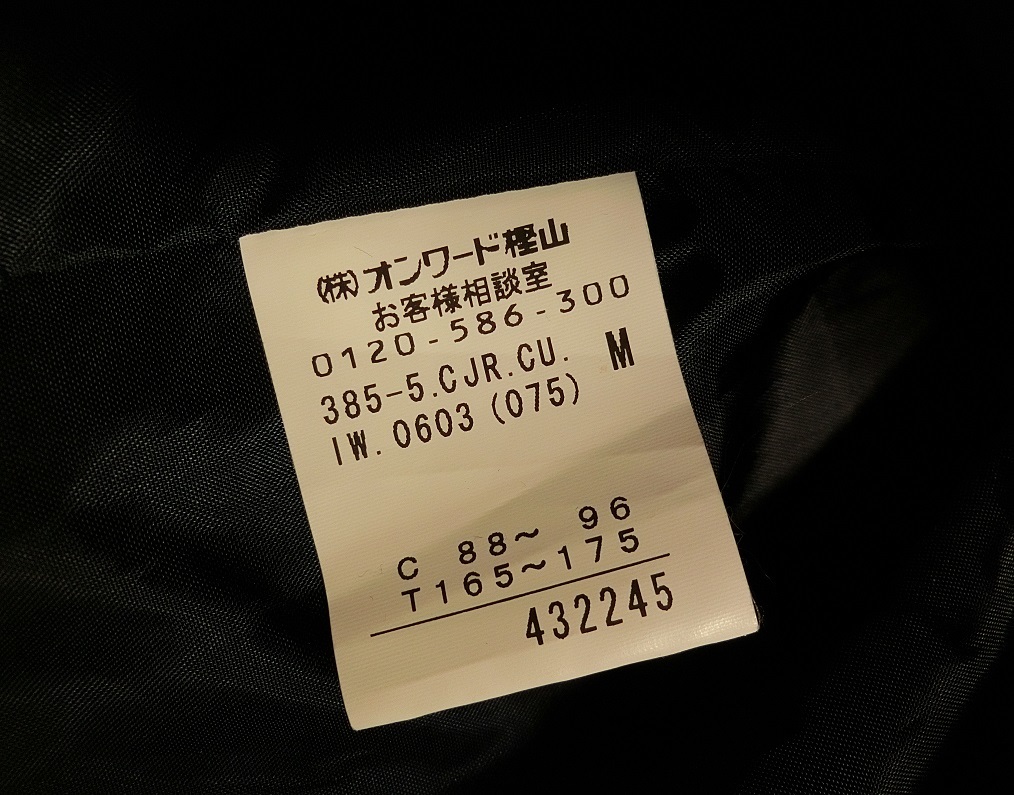 (株)オンワード樫山
お客様相談室
0120-586-300
385-5.CJR.CU. M
IW.0603(075)
C 88~ 96
T165~175
432245